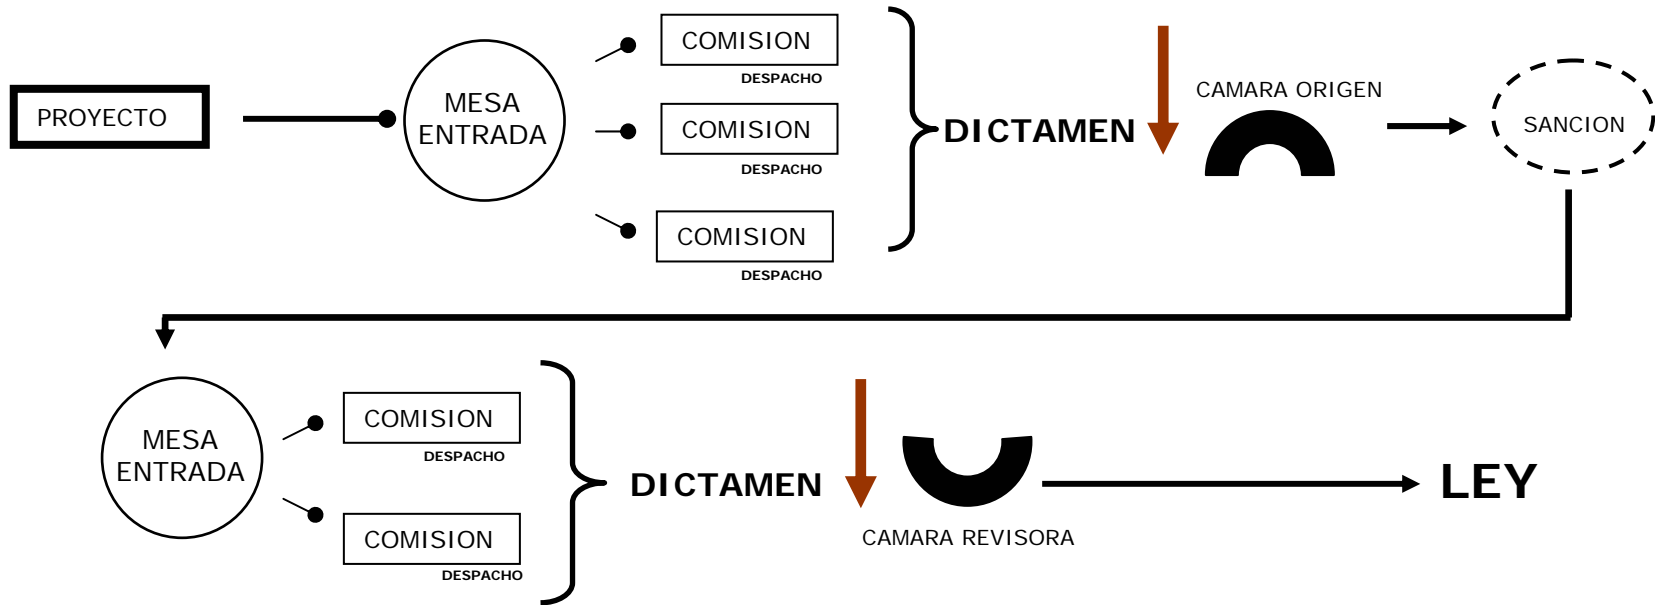 PROYECTO
MESA
ENTRADA
COMISION
DESPACHO
COMISION
DESPACHO
COMISION
DESPACHO
DICTAMEN
CAMARA ORIGEN
SANCION
MESA
ENTRADA
COMISION
DESPACHO
COMISION
DESPACHO
DICTAMEN
CAMARA REVISORA
LEY